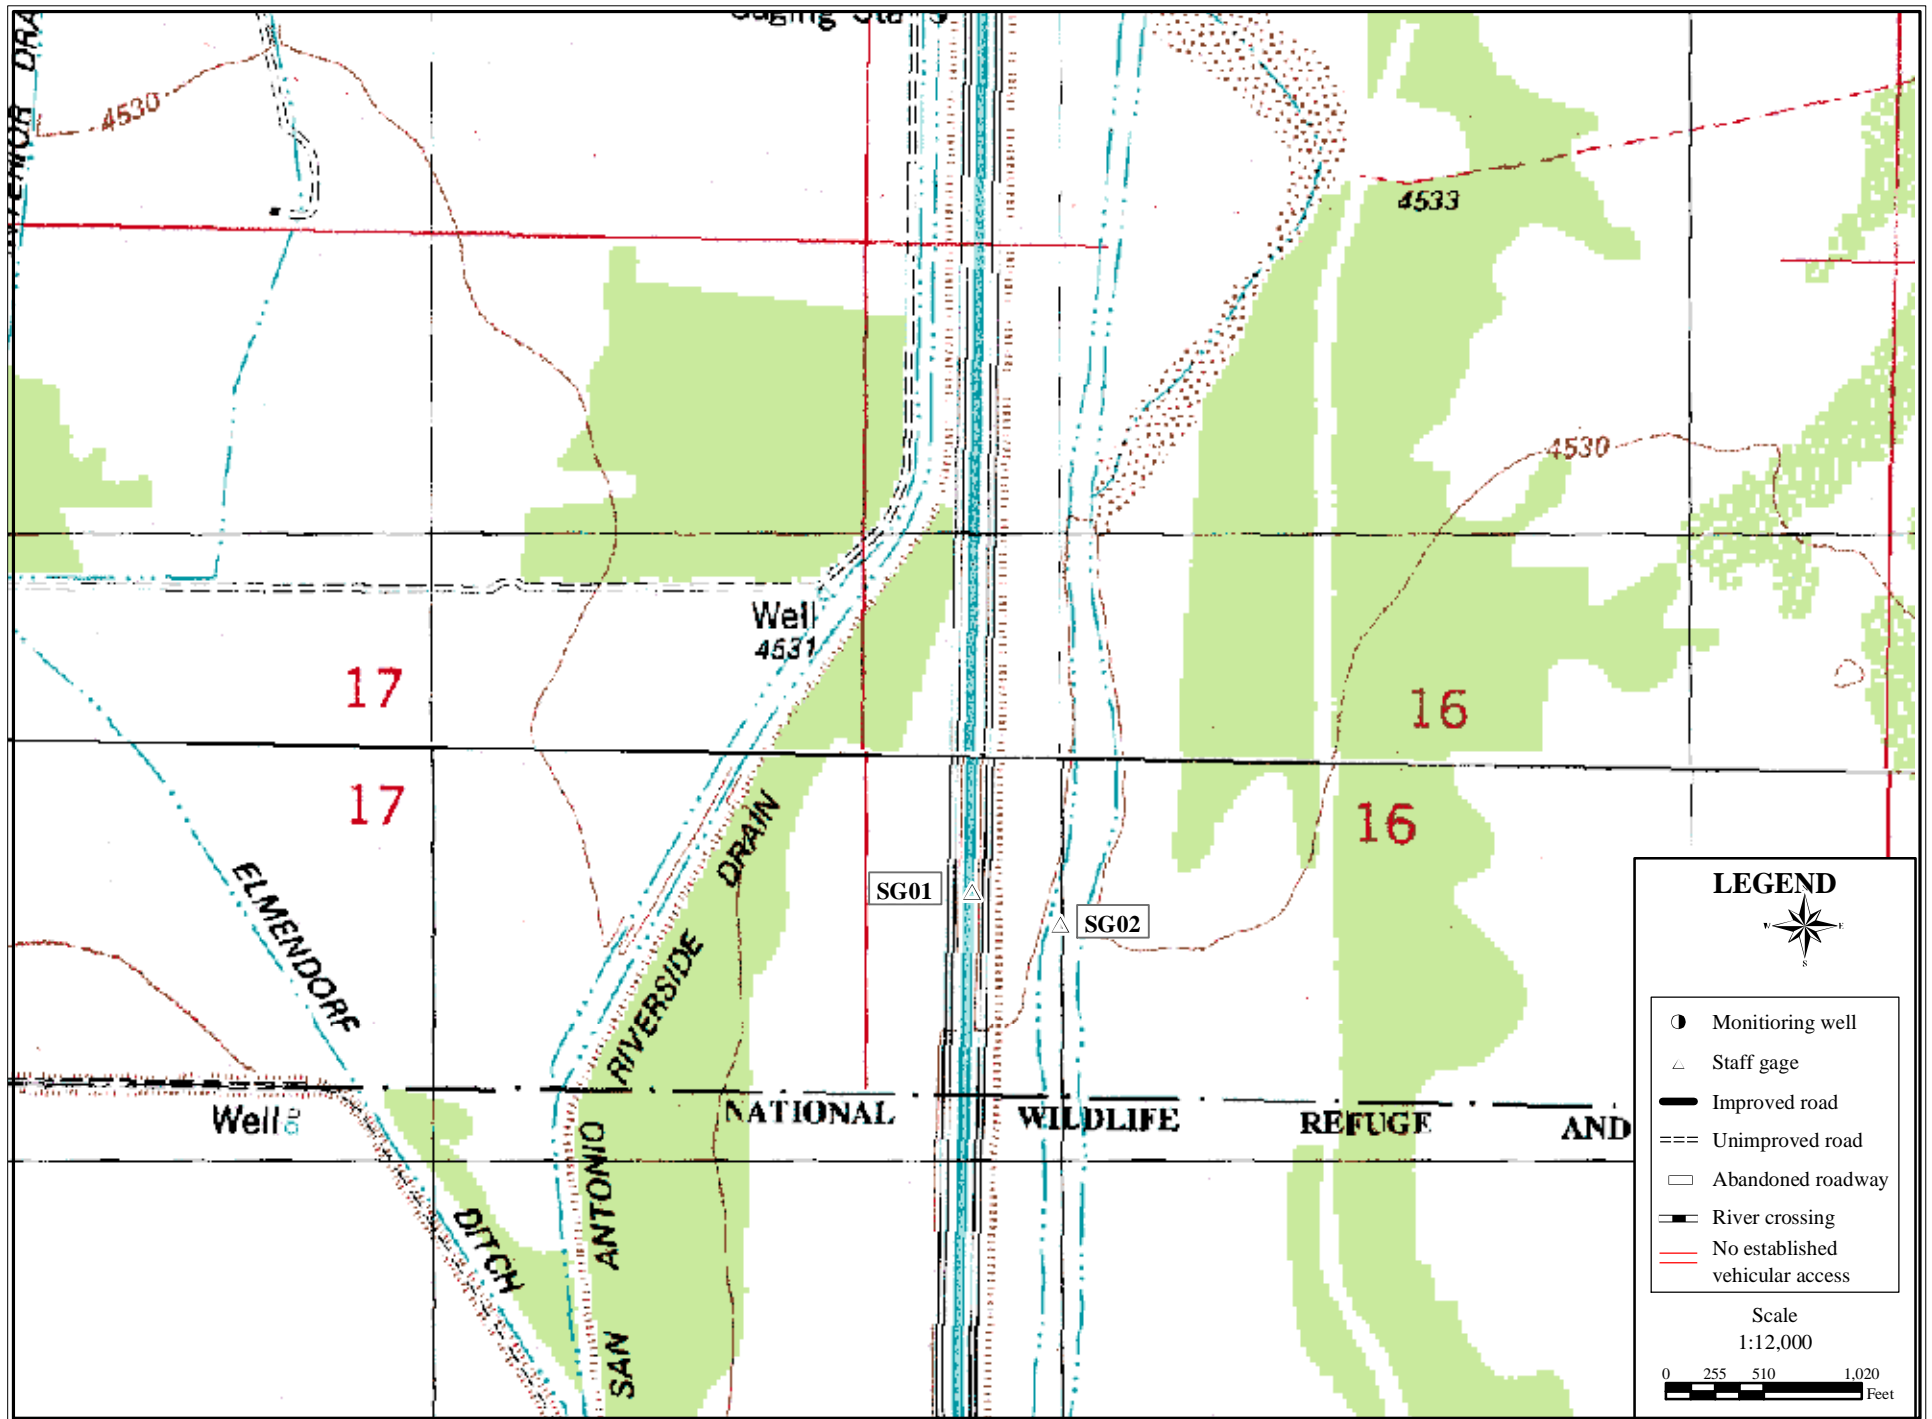 4530
4533
4530
Well
4531
17
16
17
16
DRAIN
RIVERSIDE
ELMENDORF
SG01
SG02
Well
NATIONAL WILDLIFE REFUGE AND
ANTONIO
DITCH
SAN
LEGEND
N
W E
S
Monitioring well
Staff gage
Improved road
Unimproved road
Abandoned roadway
River crossing
No established
vehicular access
Scale
1:12,000
0 255 510 1,020
Feet